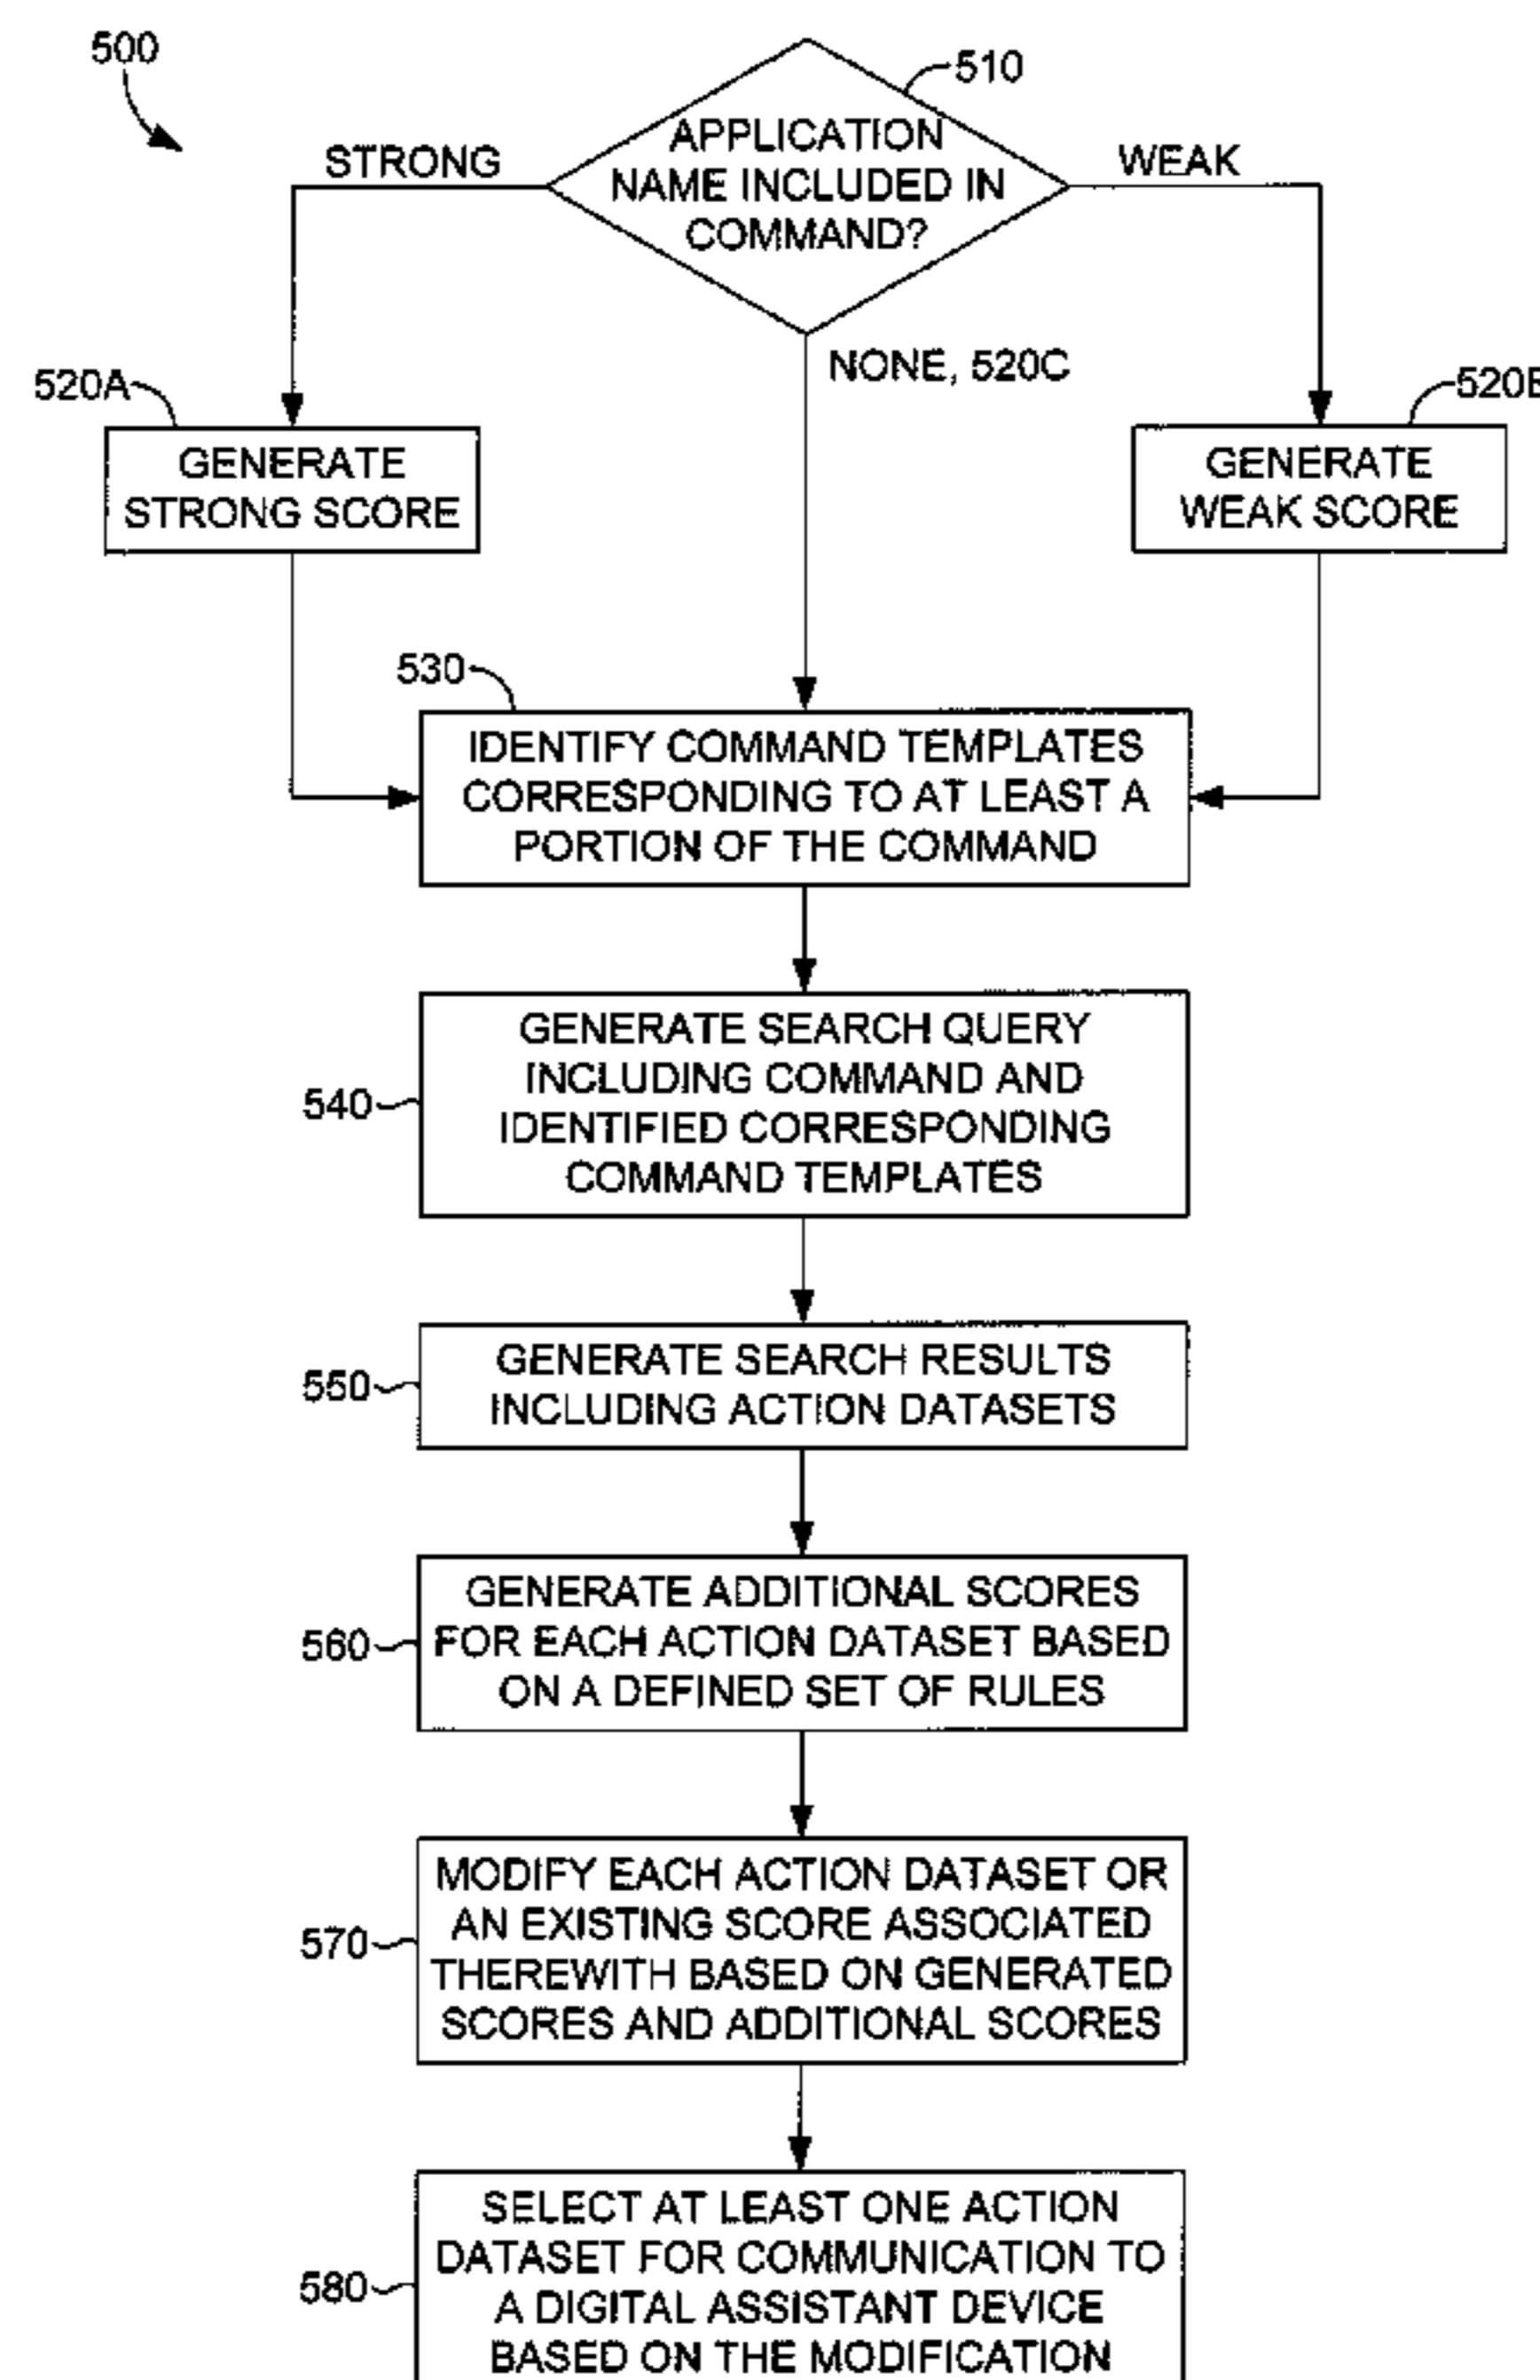 500
510
APPLICATION
NAME INCLUDED IN
COMMAND?
STRONG
WEAK
NONE, 520C
520A
GENERATE
STRONG SCORE
520B
GENERATE
WEAK SCORE
530
IDENTIFY COMMAND TEMPLATES
CORRESPONDING TO AT LEAST A
PORTION OF THE COMMAND
540
GENERATE SEARCH QUERY
INCLUDING COMMAND AND
IDENTIFIED CORRESPONDING
COMMAND TEMPLATES
550
GENERATE SEARCH RESULTS
INCLUDING ACTION DATASETS
560
GENERATE ADDITIONAL SCORES
FOR EACH ACTION DATASET BASED
ON A DEFINED SET OF RULES
570
MODIFY EACH ACTION DATASET OR
AN EXISTING SCORE ASSOCIATED
THEREWITH BASED ON GENERATED
SCORES AND ADDITIONAL SCORES
580
SELECT AT LEAST ONE ACTION
DATASET FOR COMMUNICATION TO
A DIGITAL ASSISTANT DEVICE
BASED ON THE MODIFICATION